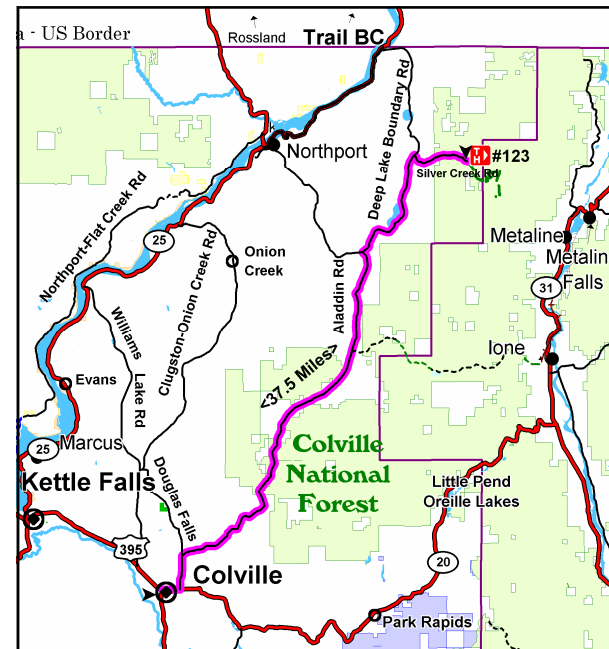 a - US Border
Rossland
Trail BC
Deep Lake Boundary Rd
Northport
#123
Silver Creek Rd
Northport-Flat Creek Rd
25
Onion
Creek
Metaline
Metalin
Falls
Clugston-Onion Creek Rd
Aladdin Rd
31
Williams
Lake Rd
<37.5 Miles>
Ione
Evans
25
Marcus
Colville
National
Forest
Kettle Falls
Douglas Falls
Little Pend
Oreille Lakes
395
Colville
20
Park Rapids